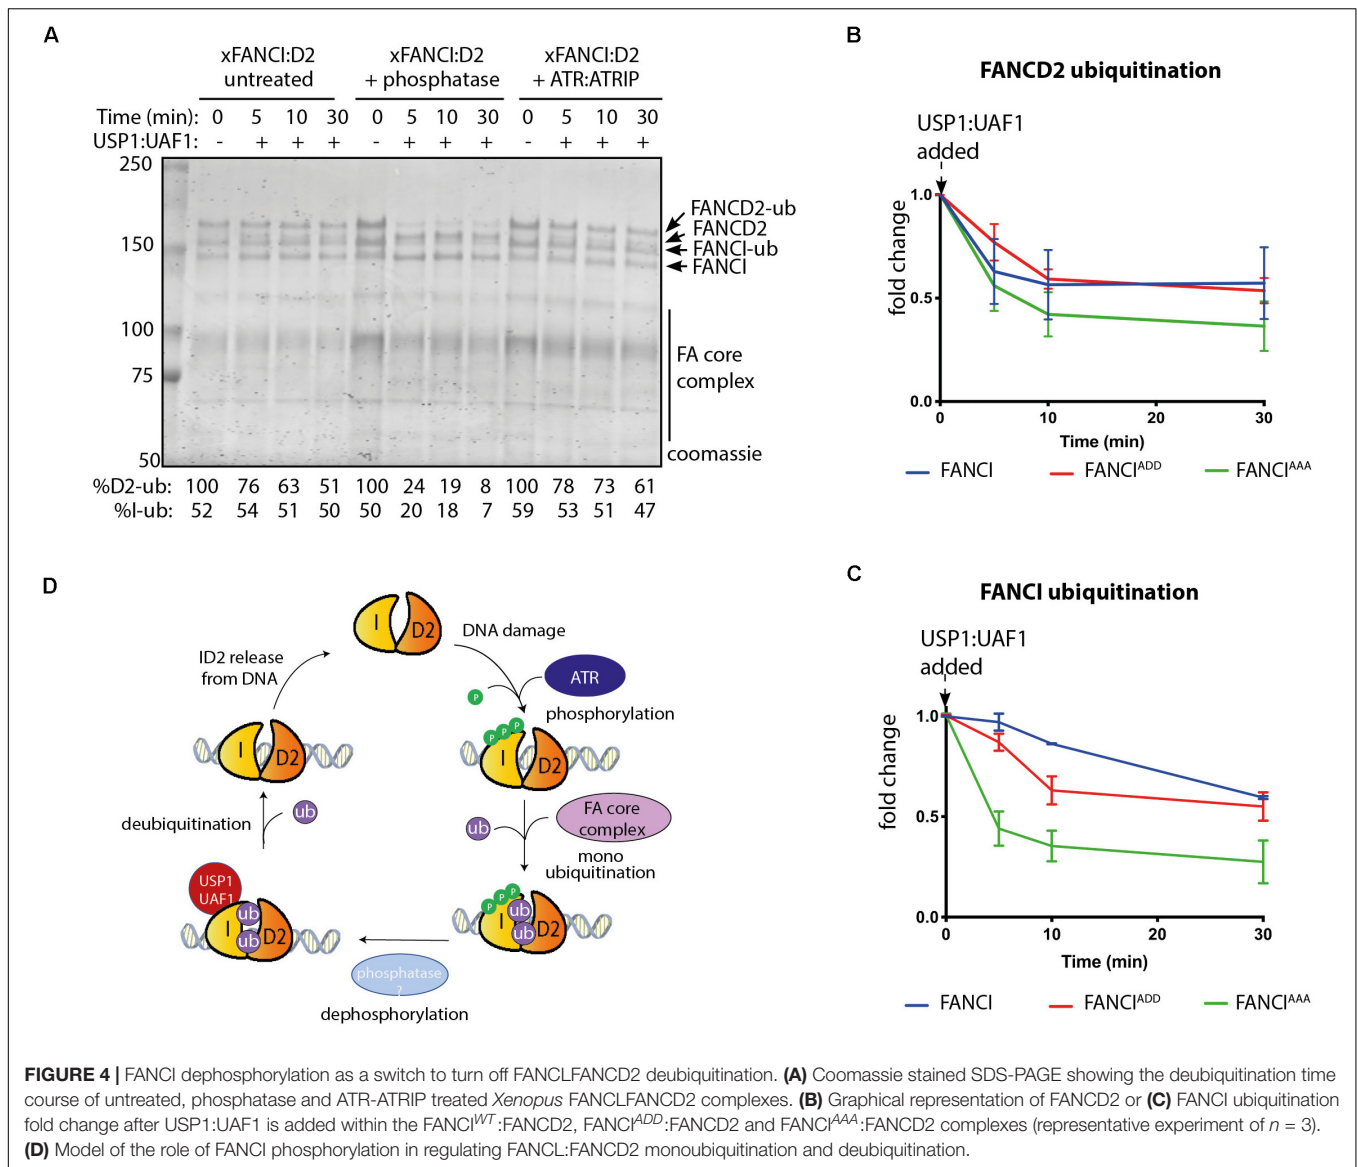 A
xFANCI:D2 xFANCI:D2 xFANCI:D2
untreated + phosphatase + ATR:ATRIP
Time (min): 0 5 10 30 0 5 10 30 0 5 10 30
USP1:UAF1: - + + + - + + + - + + +
250
150
100
75
50
FANCD2-ub
FANCD2
FANCI-ub
FANCI
FA core
complex
coomassie
%D2-ub: 100 76 63 51 100 24 19 8 100 78 73 61
%I-ub: 52 54 51 50 50 20 18 7 59 53 51 47
B
FANCD2 ubiquitination
USP1:UAF1
added
fold change
1.0
0.5
0.0
0 10 20 30
Time (min)
FANCI FANCI^ADD FANCI^AAA
C
FANCI ubiquitination
USP1:UAF1
added
fold change
1.0
0.5
0.0
0 10 20 30
Time (min)
FANCI FANCI^ADD FANCI^AAA
D
I D2
DNA damage
ATR
P
phosphorylation
P P P
I D2
FA core
complex
ub
mono
ubiquitination
P P P
I ub
ub D2
phosphatase
?
dephosphorylation
USP1
UAF1
I ub
ub D2
deubiquitination
ub
I D2
ID2 release
from DNA
FIGURE 4 | FANCI dephosphorylation as a switch to turn off FANCLFANCD2 deubiquitination. (A) Coomassie stained SDS-PAGE showing the deubiquitination time
course of untreated, phosphatase and ATR-ATRIP treated Xenopus FANCLFANCD2 complexes. (B) Graphical representation of FANCD2 or (C) FANCI ubiquitination
fold change after USP1:UAF1 is added within the FANCI^WT:FANCD2, FANCI^ADD:FANCD2 and FANCI^AAA:FANCD2 complexes (representative experiment of n = 3).
(D) Model of the role of FANCI phosphorylation in regulating FANCL:FANCD2 monoubiquitination and deubiquitination.